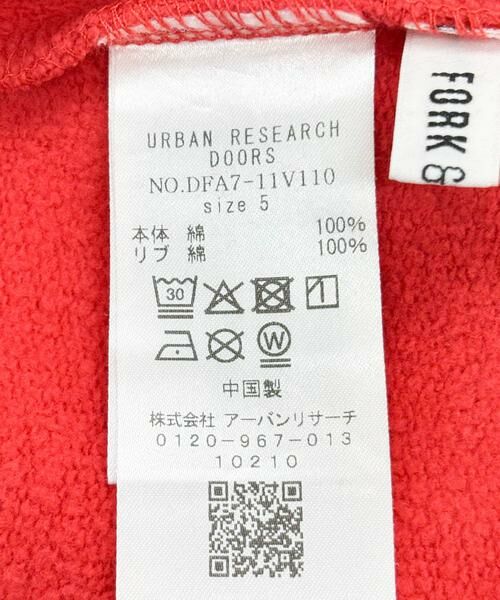 URBAN RESEARCH
DOORS
NO.DFA7-11V110
size 5
本体 綿 100%
リブ 綿 100%
30
W
中国製
株式会社 アーバンリサーチ
0120-967-013
10210
FORK &